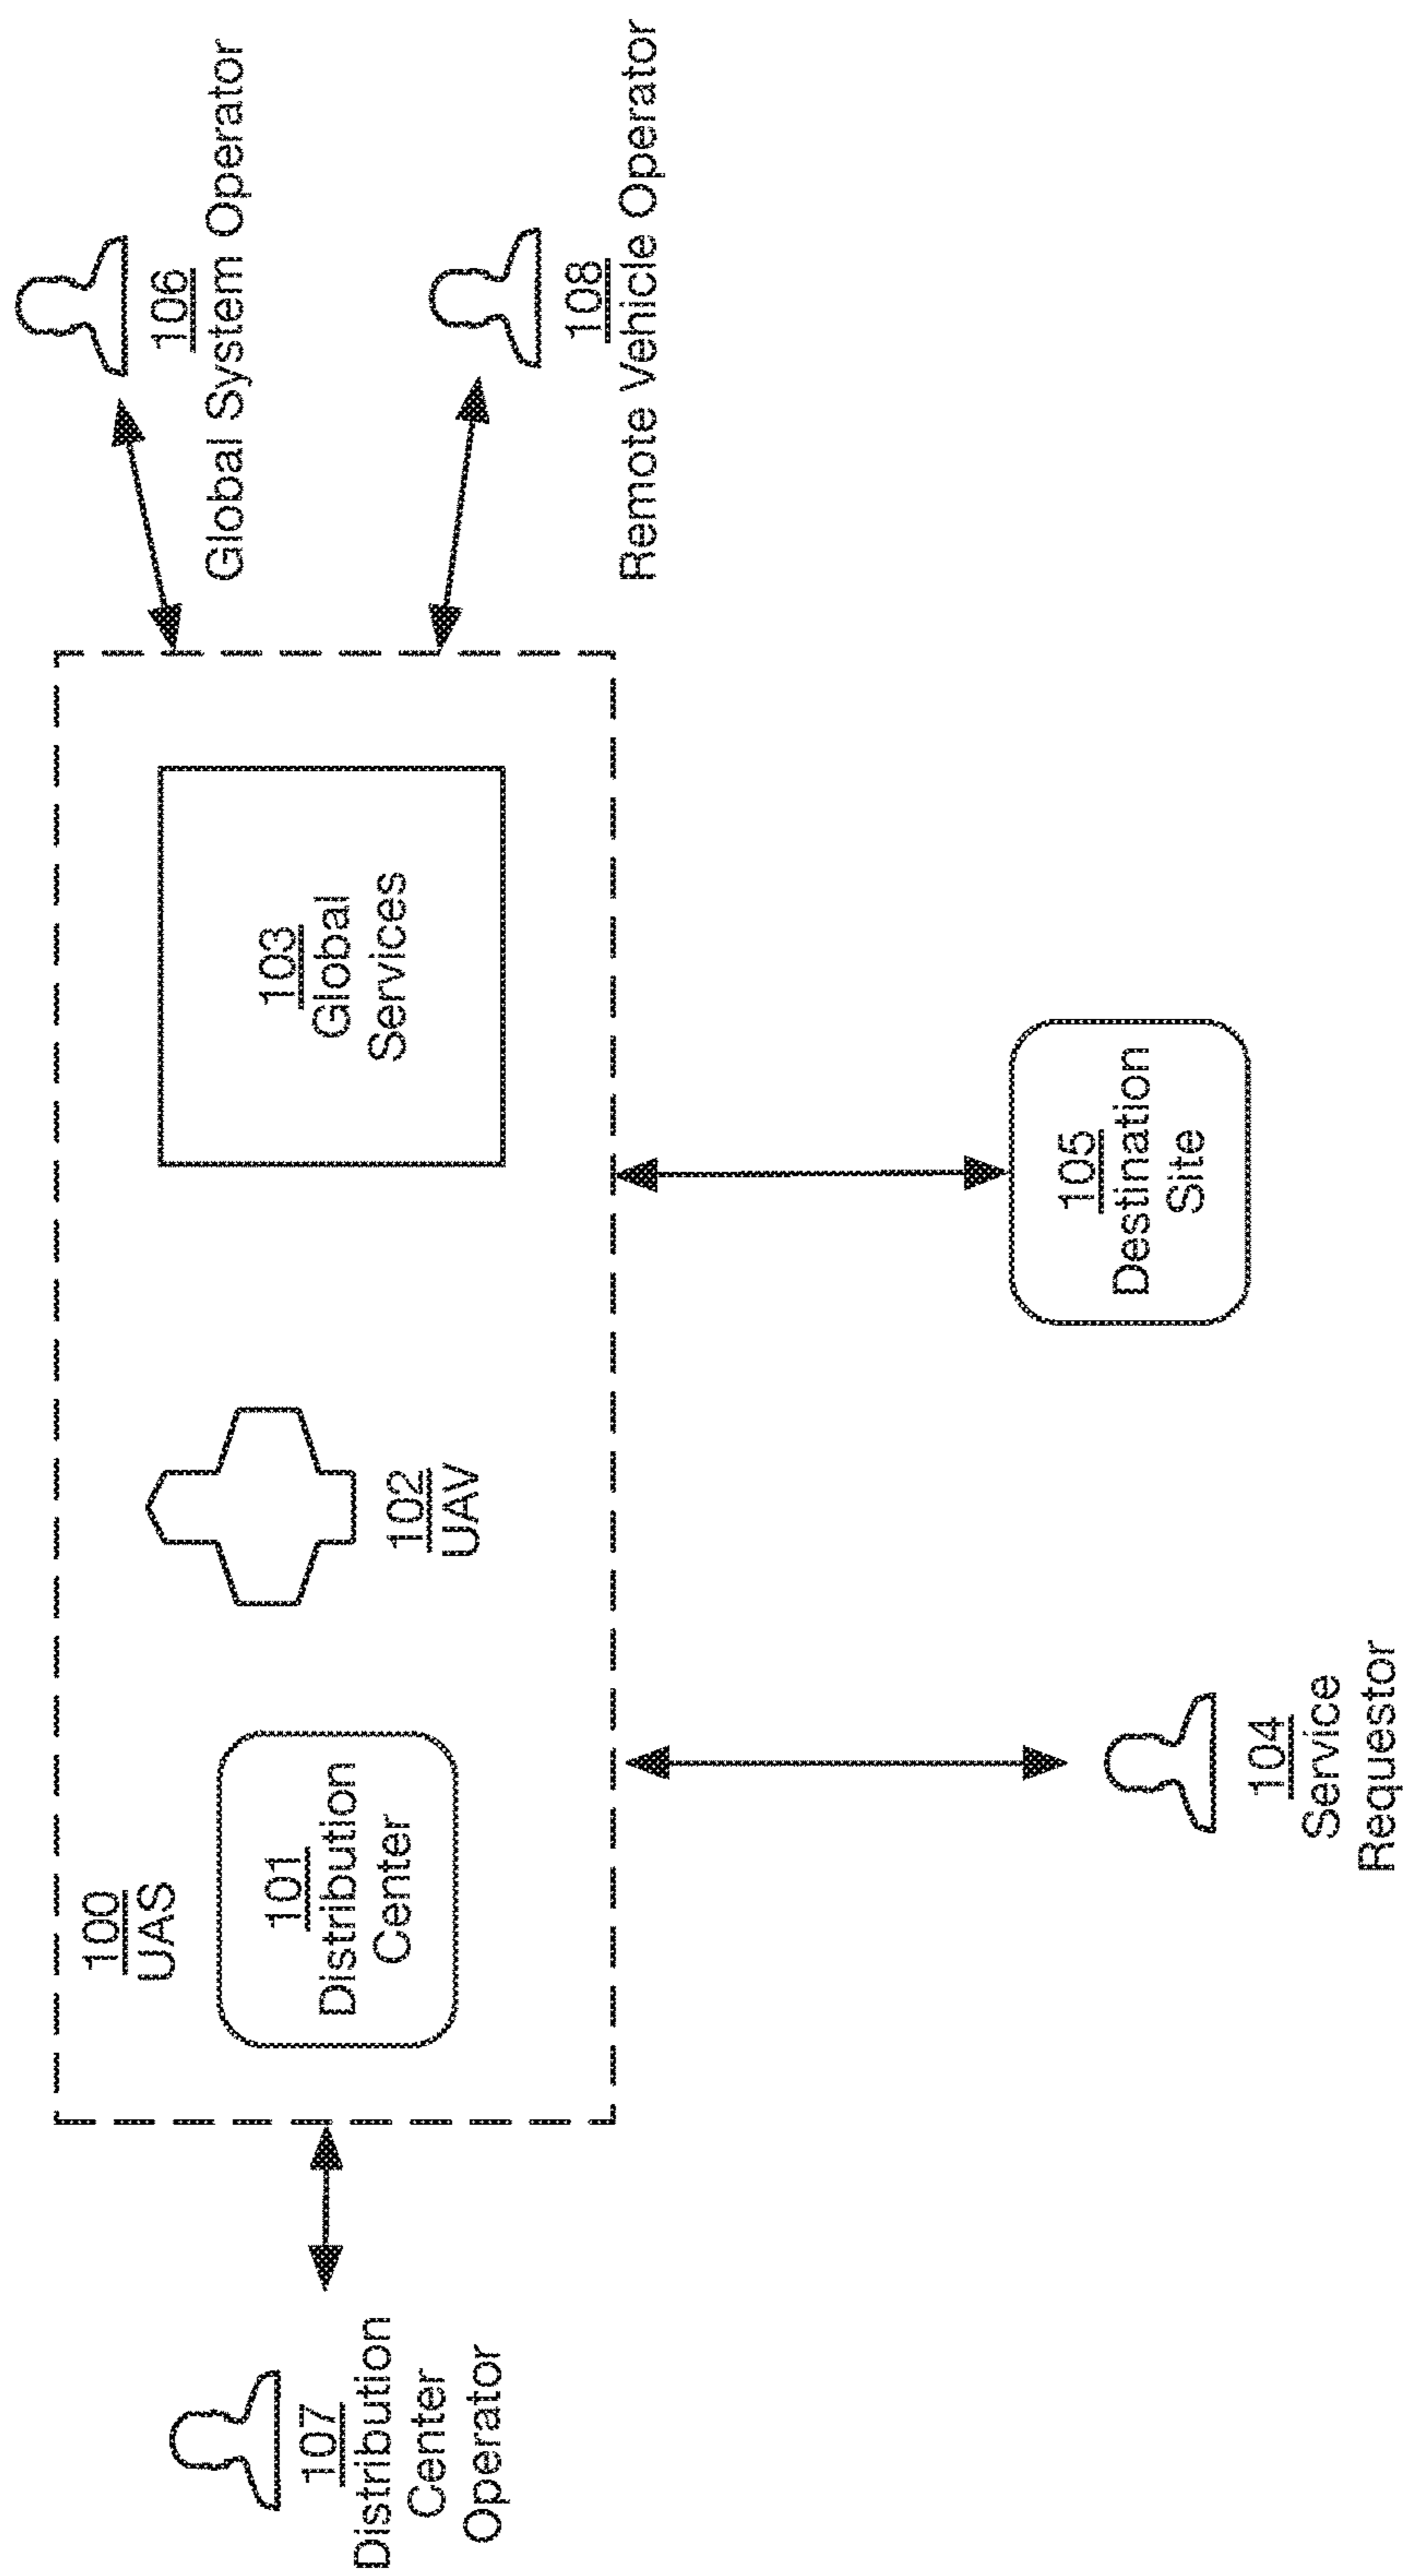 100
UAS
107
Distribution
Center
Operator
101
Distribution
Center
102
UAV
103
Global
Services
106
Global System Operator
108
Remote Vehicle Operator
104
Service
Requestor
105
Destination
Site